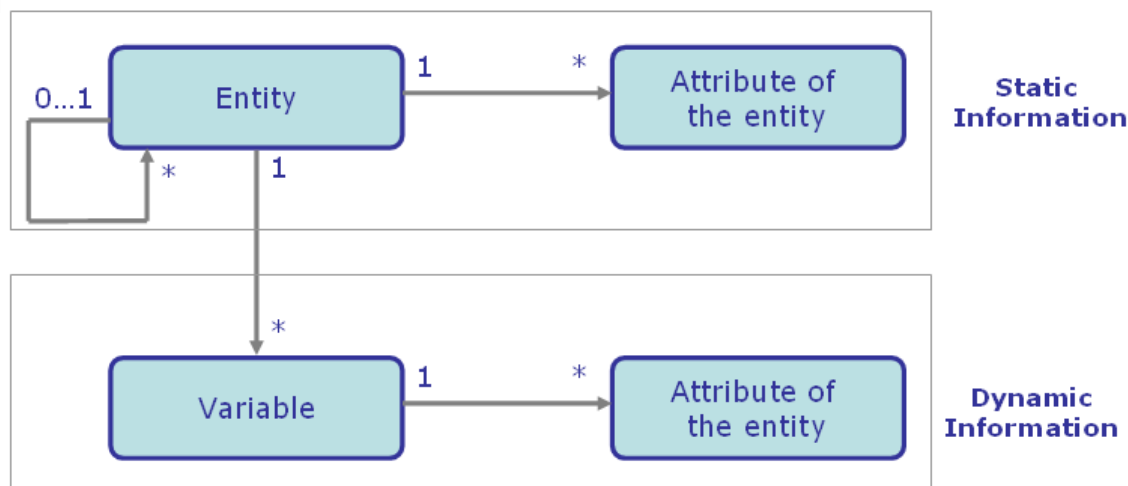 0...1
Entity
1
*
Attribute of
the entity
Static
Information
*
1
*
Variable
1
*
Attribute of
the entity
Dynamic
Information